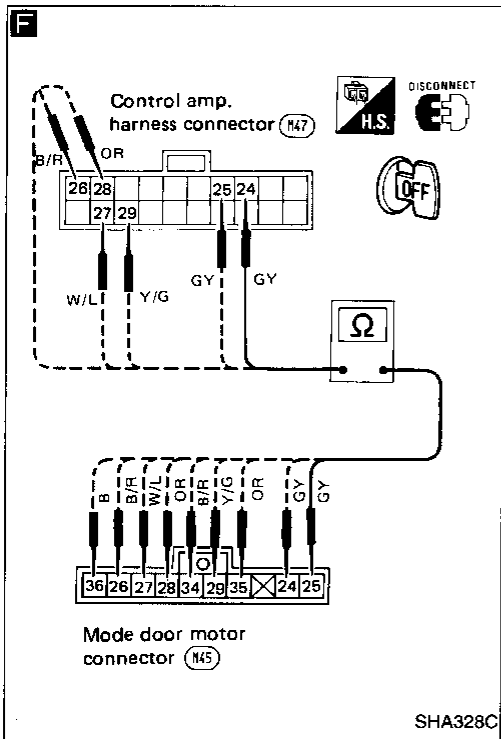 F
Control amp.
harness connector M47
DISCONNECT
H.S.
OFF
B/R OR
26 28 25 24
27 29
W/L Y/G GY GY
Ω
B B/R W/L OR B/R Y/G OR GY GY
36 26 27 28 34 29 35 24 25
Mode door motor
connector M45
SHA328C